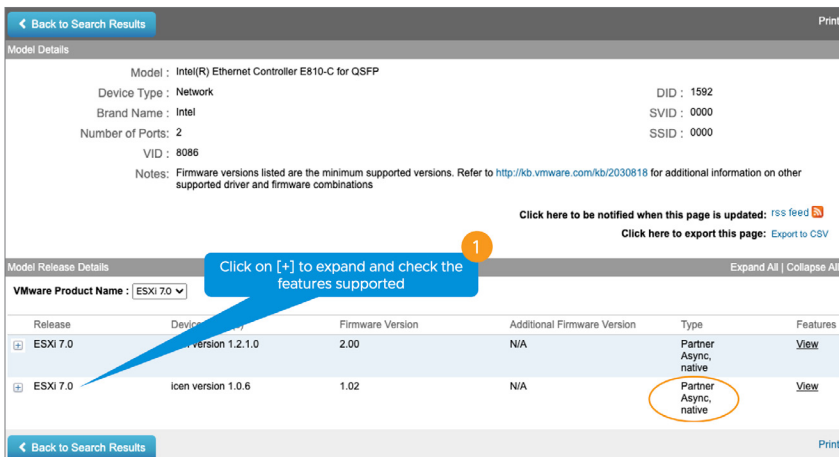 Back to Search Results
Print
Model Details
Model : Intel(R) Ethernet Controller E810-C for QSFP
Device Type : Network
DID : 1592
Brand Name : Intel
SVID : 0000
Number of Ports: 2
SSID : 0000
VID : 8086
Notes: Firmware versions listed are the minimum supported versions. Refer to http://kb.vmware.com/kb/2030818 for additional information on other
supported driver and firmware combinations
Click here to be notified when this page is updated: rss feed
Click here to export this page: Export to CSV
1
Model Release Details
Click on [+] to expand and check the
features supported
Expand All | Collapse All
VMware Product Name : ESXi 7.0
Release Firmware Version Additional Firmware Version Type Features
ESXi 7.0 version 1.2.1.0 2.00 N/A Partner View
Async,
native
ESXi 7.0 icen version 1.0.6 1.02 N/A Partner View
Async,
native
Back to Search Results
Print